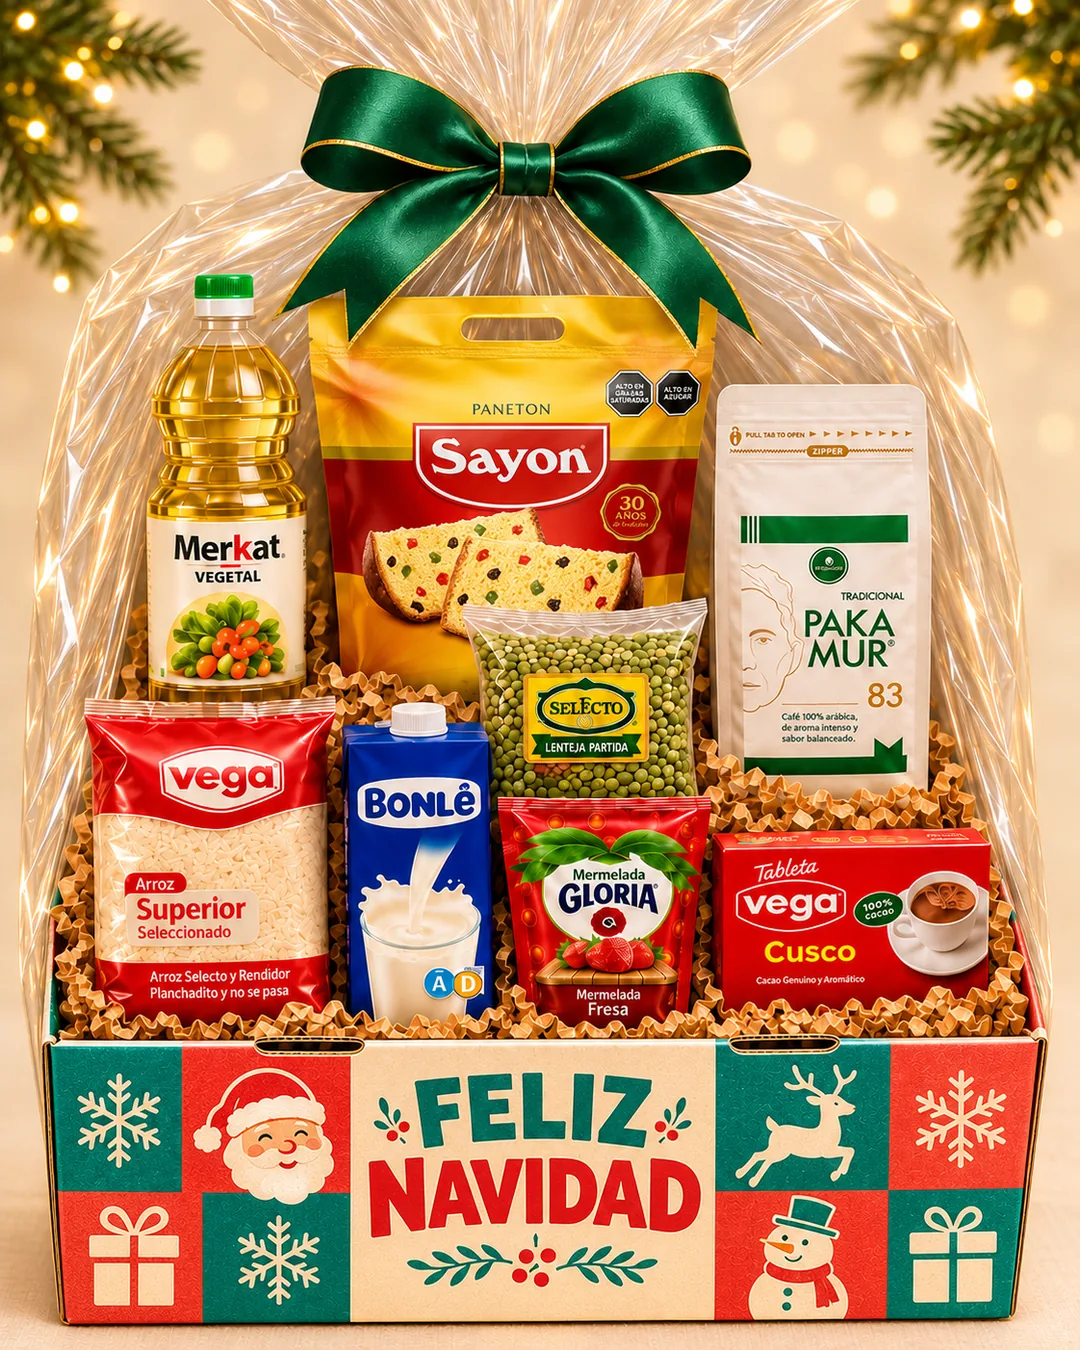 PANETON
Sayon
ALTO EN
GRASAS
SATURADAS
ALTO EN
AZUCAR
30
AÑOS
PULL TAB TO OPEN
ZIPPER
Merkat
VEGETAL
TRADICIONAL
PAKA
MUR®
83
Café 100% arábica,
de aroma intenso y
sabor balanceado.
SELECTO
LENTEJA PARTIDA
vega
Arroz
Superior
Seleccionado
Arroz Selecto y Rendidor
Planchadito y no se pasa
BONLÊ
A D
Mermelada
GLORIA
Mermelada
Fresa
Tableta
vega
100%
cacao
Cusco
Cacao Genuino y Aromático
FELIZ
NAVIDAD